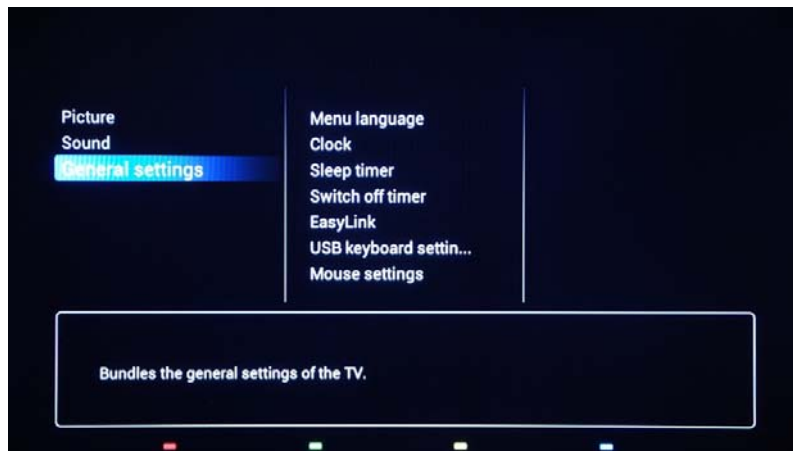 Picture
Sound
General settings
Menu language
Clock
Sleep timer
Switch off timer
EasyLink
USB keyboard settin...
Mouse settings
Bundles the general settings of the TV.